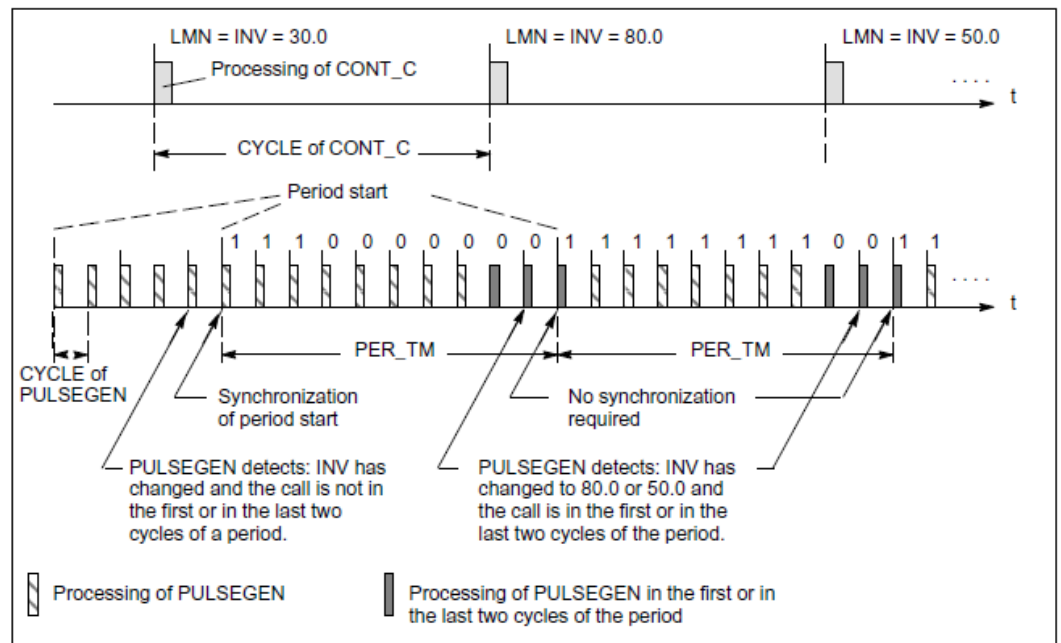 LMN = INV = 30.0
LMN = INV = 80.0
LMN = INV = 50.0
Processing of CONT_C
. . . .
t
CYCLE of CONT_C
Period start
1 1 1 0 0 0 0 0 0 0 1 1 1 1 1 1 1 1 0 0 1 1
. . . .
t
PER_TM
PER_TM
CYCLE of
PULSEGEN
Synchronization
of period start
No synchronization
required
PULSEGEN detects: INV has
changed and the call is not in
the first or in the last two
cycles of a period.
PULSEGEN detects: INV has
changed to 80.0 or 50.0 and
the call is in the first or in the
last two cycles of the period.
Processing of PULSEGEN
Processing of PULSEGEN in the first or in
the last two cycles of the period